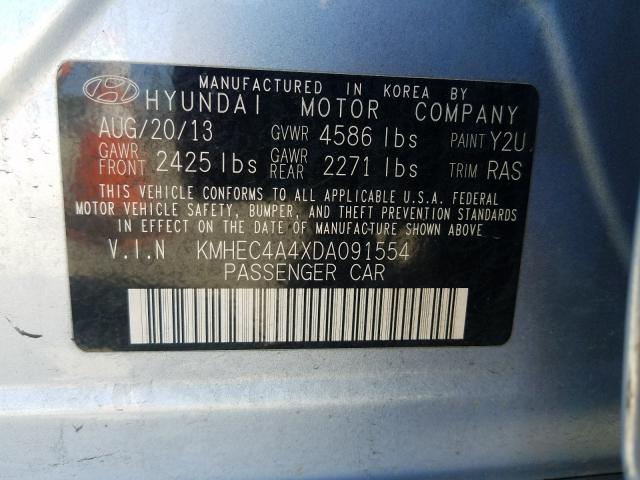 MANUFACTURED IN KOREA BY
HYUNDAI MOTOR COMPANY
AUG/20/13 GVWR 4586 lbs PAINT Y2U
GAWR FRONT 2425 lbs GAWR REAR 2271 lbs TRIM RAS
THIS VEHICLE CONFORMS TO ALL APPLICABLE U.S.A. FEDERAL
MOTOR VEHICLE SAFETY, BUMPER, AND THEFT PREVENTION STANDARDS
IN EFFECT ON THE DATE OF MANUFACTURE SHOWN ABOVE
V.I.N KMHEC4A4XDA091554
PASSENGER CAR